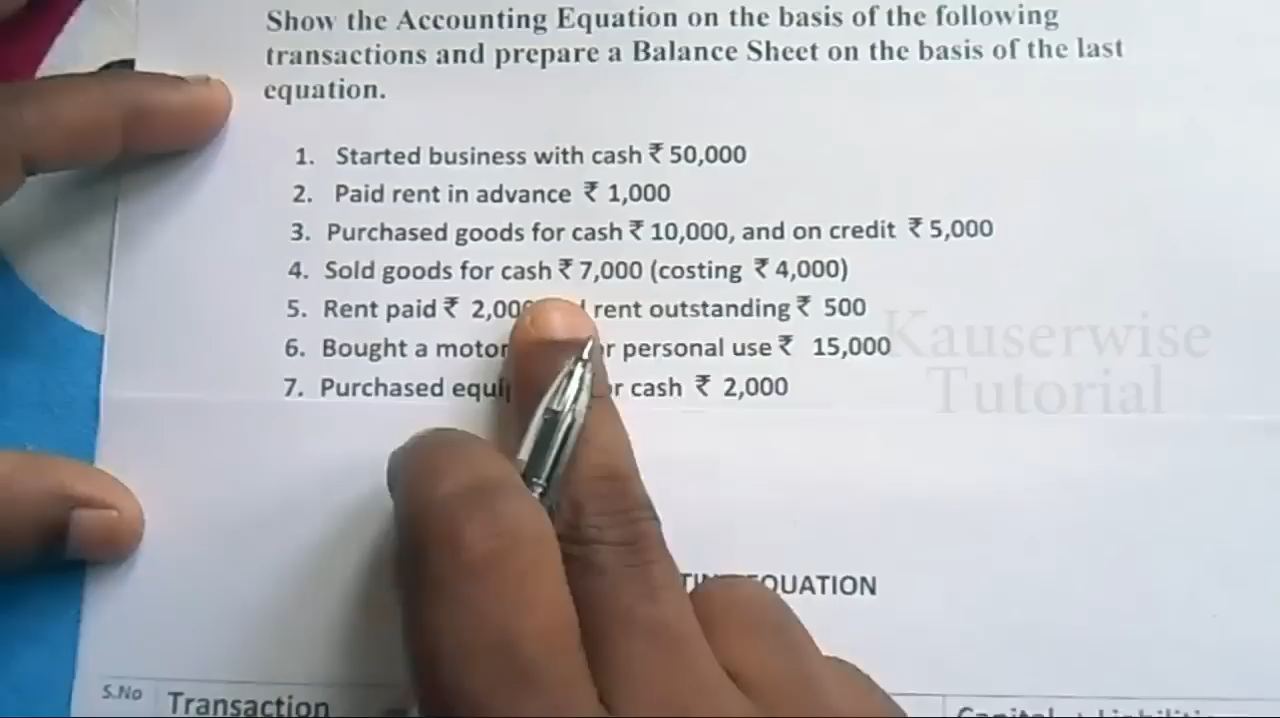 Show the Accounting Equation on the basis of the following
transactions and prepare a Balance Sheet on the basis of the last
equation.
1. Started business with cash ₹ 50,000
2. Paid rent in advance ₹ 1,000
3. Purchased goods for cash ₹ 10,000, and on credit ₹ 5,000
4. Sold goods for cash ₹ 7,000 (costing ₹ 4,000)
5. Rent paid ₹ rent outstanding ₹ 500
6. Bought a personal use ₹ 15,000
7. Purchased cash ₹ 2,000
Kauserwise
Tutorial
S.No Transaction